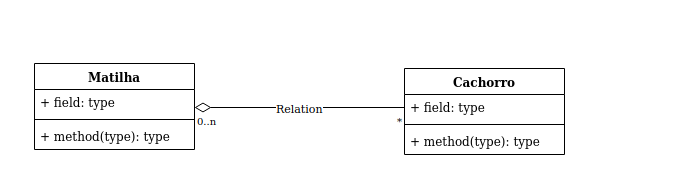 Matilha
+ field: type
+ method(type): type
0..n
Relation
*
Cachorro
+ field: type
+ method(type): type